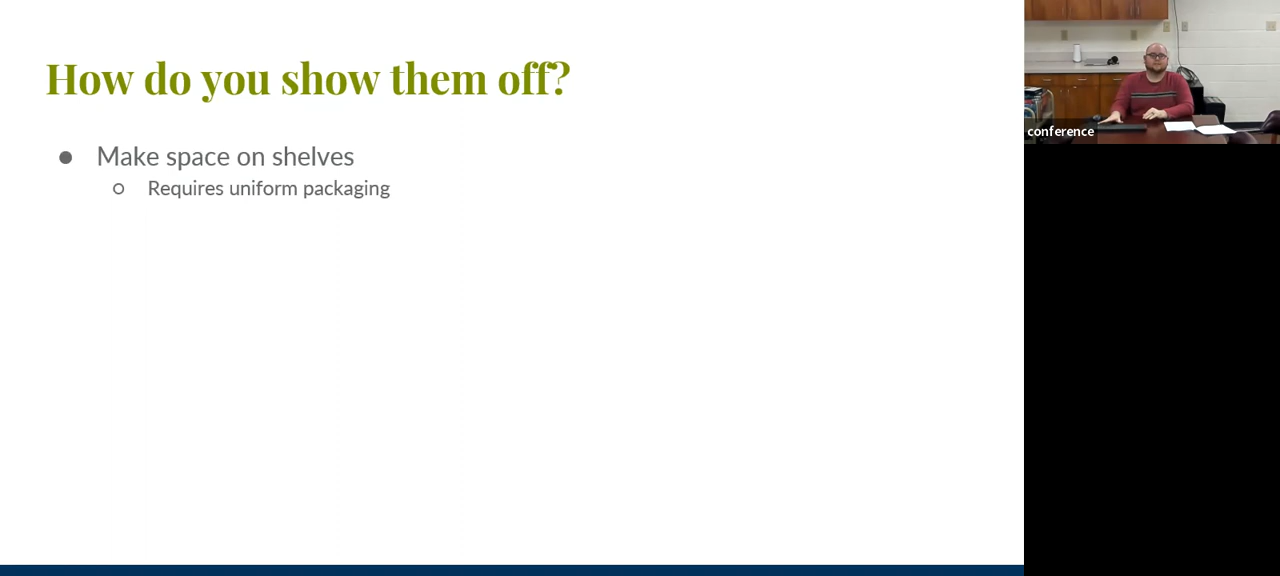 How do you show them off?
Make space on shelves
Requires uniform packaging
conference